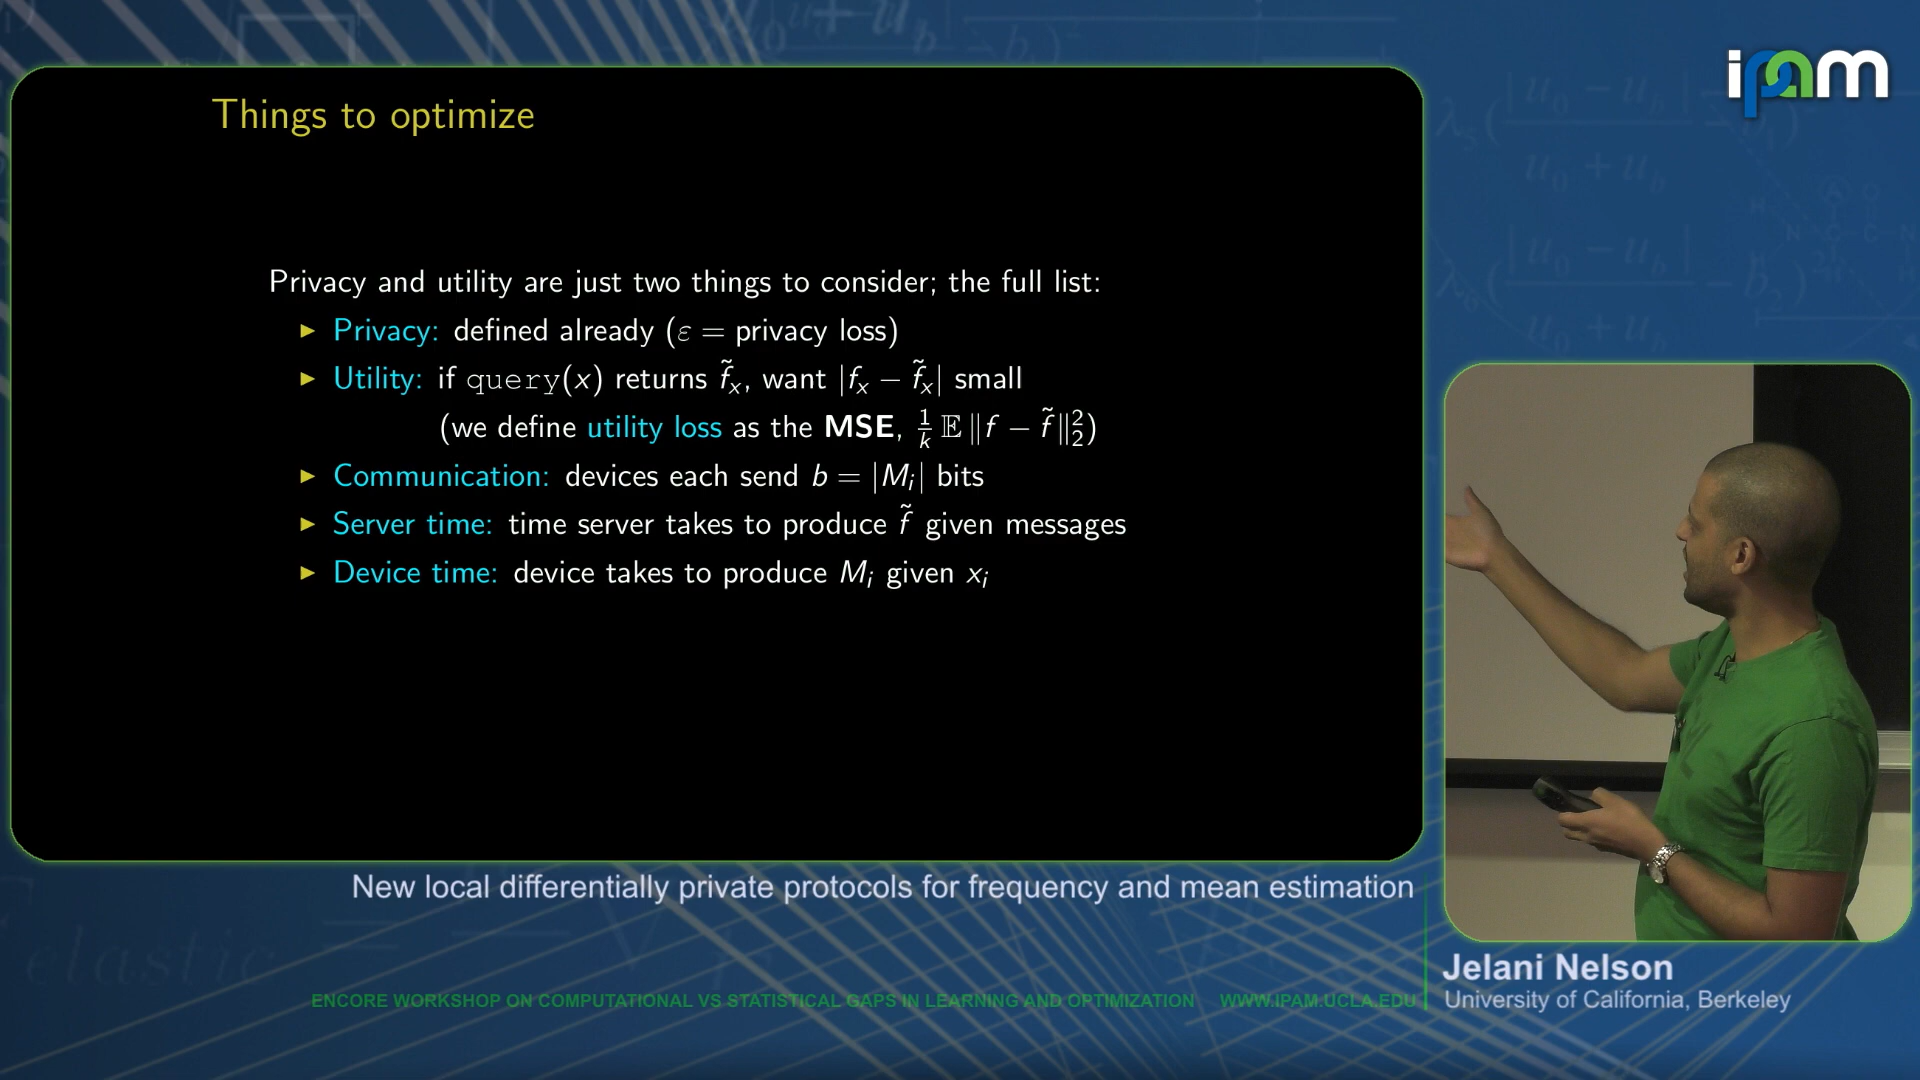 ipam
Things to optimize
Privacy and utility are just two things to consider; the full list:
▶ Privacy: defined already (ε = privacy loss)
▶ Utility: if query(x) returns f̃ₓ, want |fₓ − f̃ₓ| small
(we define utility loss as the MSE, 1/k 𝔼 ‖f − f̃‖₂²)
▶ Communication: devices each send b = |Mᵢ| bits
▶ Server time: time server takes to produce f̃ given messages
▶ Device time: device takes to produce Mᵢ given xᵢ
New local differentially private protocols for frequency and mean estimation
Jelani Nelson
University of California, Berkeley
ENCORE WORKSHOP ON COMPUTATIONAL VS STATISTICAL GAPS IN LEARNING AND OPTIMIZATION WWW.IPAM.UCLA.EDU
elastic